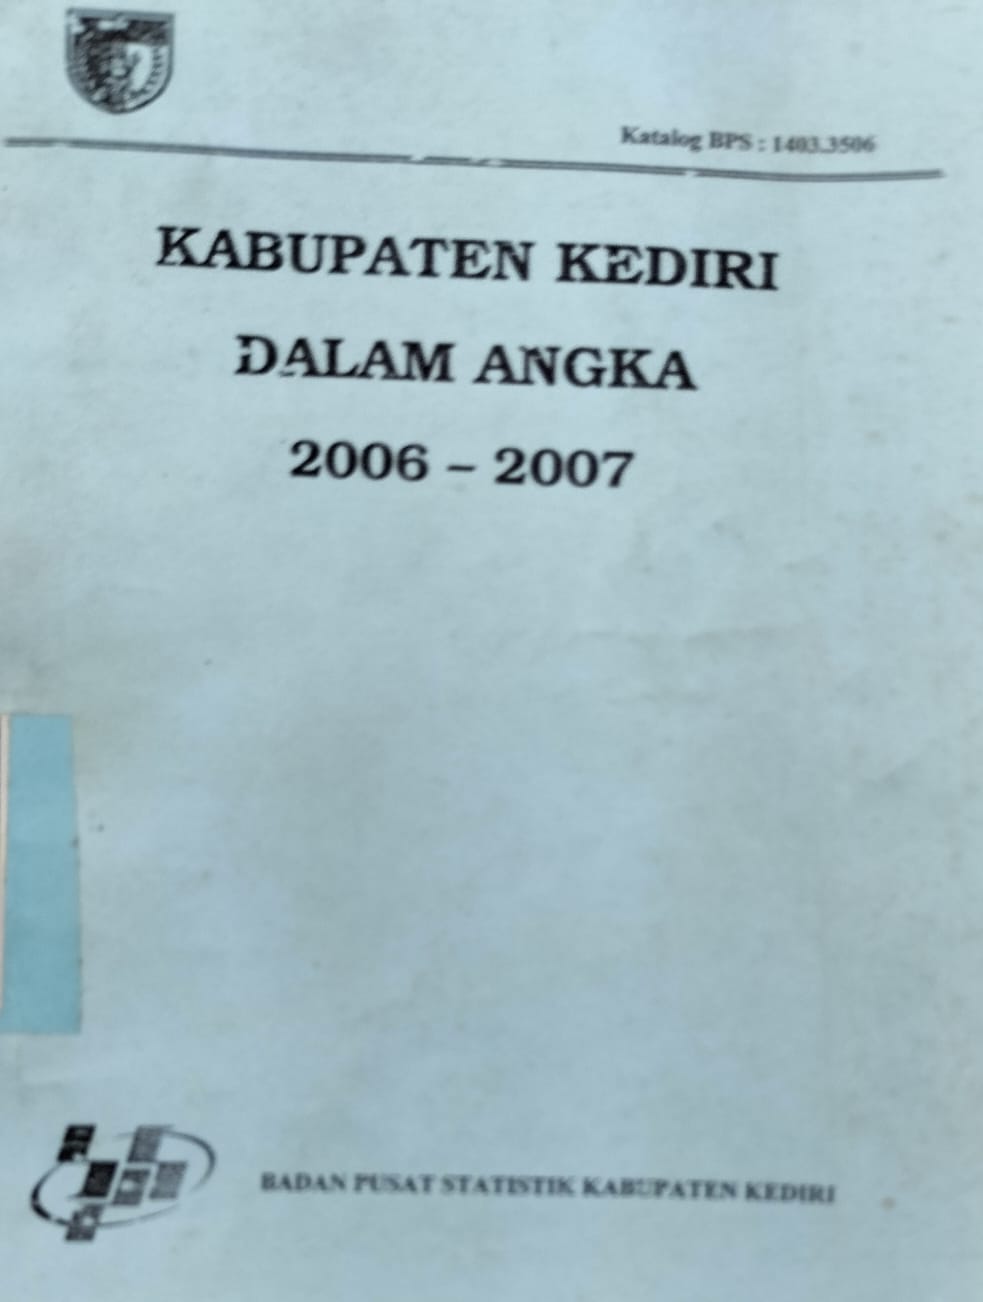 Katalog BPS : 1403.3506
KABUPATEN KEDIRI
DALAM ANGKA
2006 – 2007
BADAN PUSAT STATISTIK KABUPATEN KEDIRI